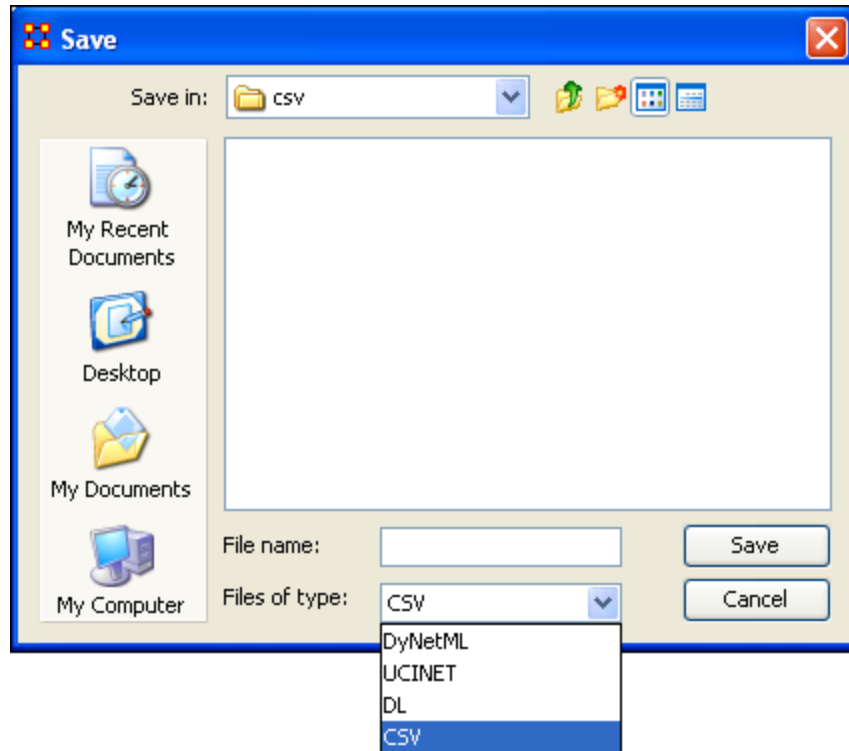 Save
Save in:
csv
My Recent
Documents
Desktop
My Documents
My Computer
File name:
Save
Files of type:
CSV
Cancel
DyNetML
UCINET
DL
CSV